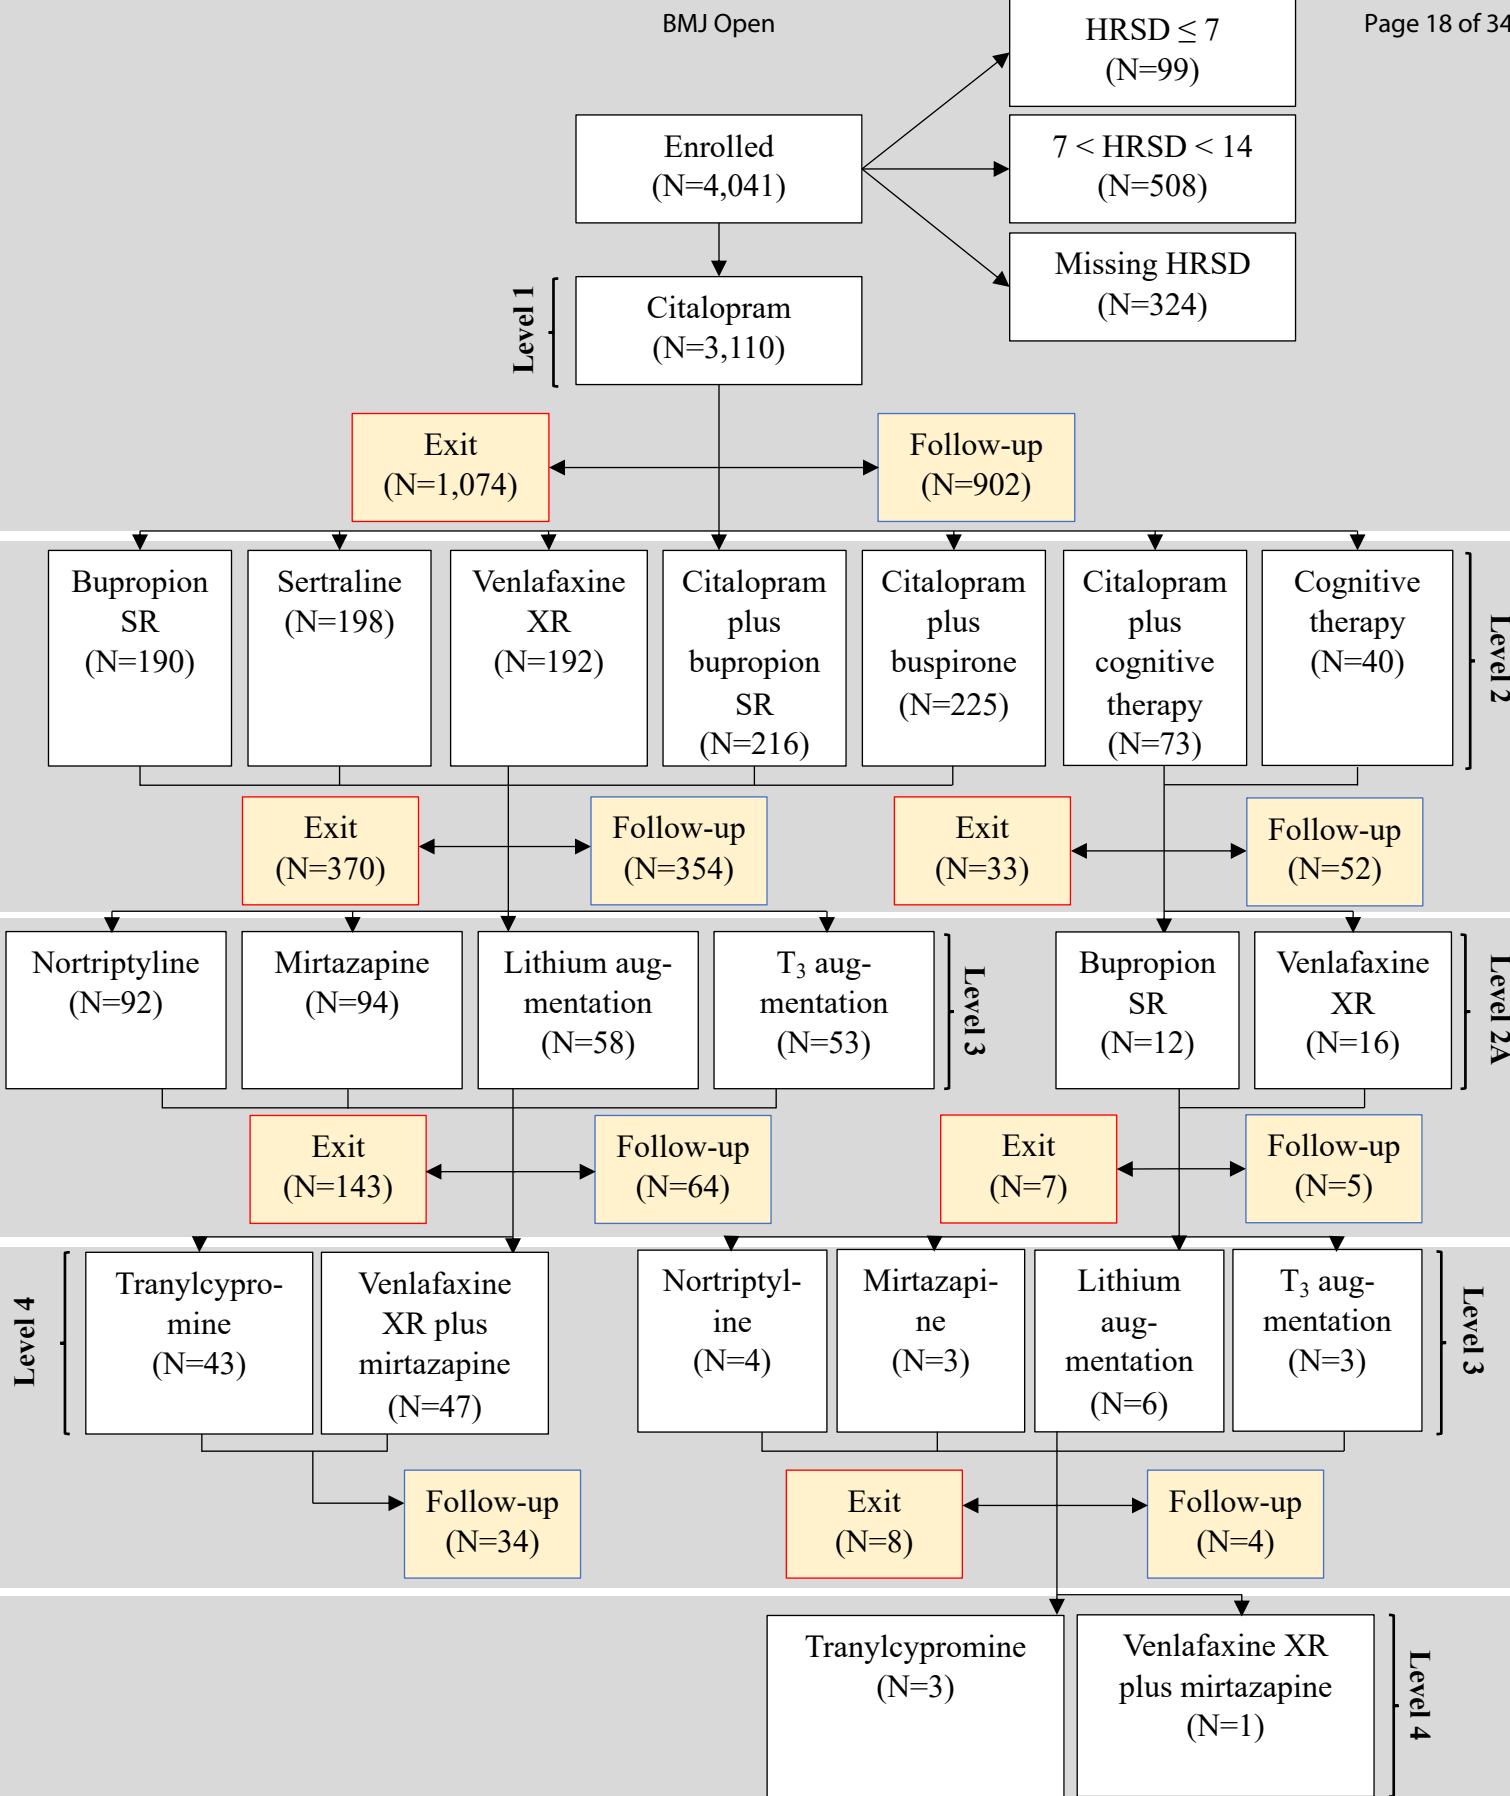 BMJ Open
Page 18 of 34
HRSD ≤ 7
(N=99)
Enrolled
(N=4,041)
7 < HRSD < 14
(N=508)
Missing HRSD
(N=324)
Level 1
Citalopram
(N=3,110)
Exit
(N=1,074)
Follow-up
(N=902)
Bupropion
SR
(N=190)
Sertraline
(N=198)
Venlafaxine
XR
(N=192)
Citalopram
plus
bupropion
SR
(N=216)
Citalopram
plus
buspirone
(N=225)
Citalopram
plus
cognitive
therapy
(N=73)
Cognitive
therapy
(N=40)
Level 2
Exit
(N=370)
Follow-up
(N=354)
Exit
(N=33)
Follow-up
(N=52)
Nortriptyline
(N=92)
Mirtazapine
(N=94)
Lithium aug-
mentation
(N=58)
T₃ aug-
mentation
(N=53)
Level 3
Bupropion
SR
(N=12)
Venlafaxine
XR
(N=16)
Level 2A
Exit
(N=143)
Follow-up
(N=64)
Exit
(N=7)
Follow-up
(N=5)
Level 4
Tranylcypro-
mine
(N=43)
Venlafaxine
XR plus
mirtazapine
(N=47)
Nortriptyl-
ine
(N=4)
Mirtazapi-
ne
(N=3)
Lithium
aug-
mentation
(N=6)
T₃ aug-
mentation
(N=3)
Level 3
Follow-up
(N=34)
Exit
(N=8)
Follow-up
(N=4)
Tranylcypromine
(N=3)
Venlafaxine XR
plus mirtazapine
(N=1)
Level 4